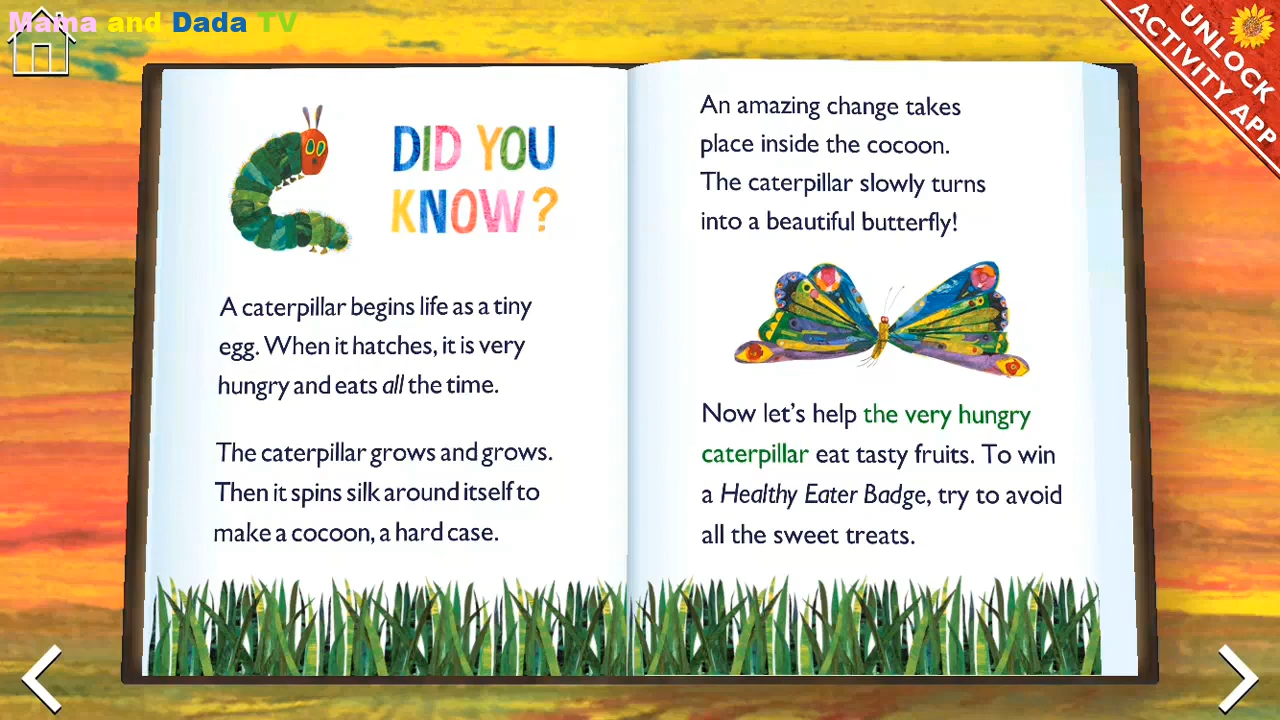 Mama and Dada TV
UNLOCK
ACTIVITY APP
DID YOU
KNOW?
A caterpillar begins life as a tiny
egg. When it hatches, it is very
hungry and eats all the time.
The caterpillar grows and grows.
Then it spins silk around itself to
make a cocoon, a hard case.
An amazing change takes
place inside the cocoon.
The caterpillar slowly turns
into a beautiful butterfly!
Now let's help the very hungry
caterpillar eat tasty fruits. To win
a Healthy Eater Badge, try to avoid
all the sweet treats.